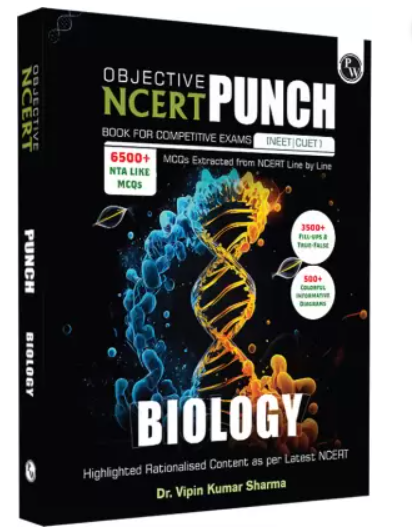 OBJECTIVE
NCERT
PUNCH
BIOLOGY
PW
OBJECTIVE
NCERT PUNCH
BOOK FOR COMPETITIVE EXAMS (NEET|CUET)
6500+
NTA LIKE
MCQs
MCQs Extracted from NCERT Line by Line
3500+
FILL-UPS &
TRUE-FALSE
500+
COLORFUL
INFORMATIVE
DIAGRAMS
BIOLOGY
Highlighted Rationalised Content as per Latest NCERT
Dr. Vipin Kumar Sharma